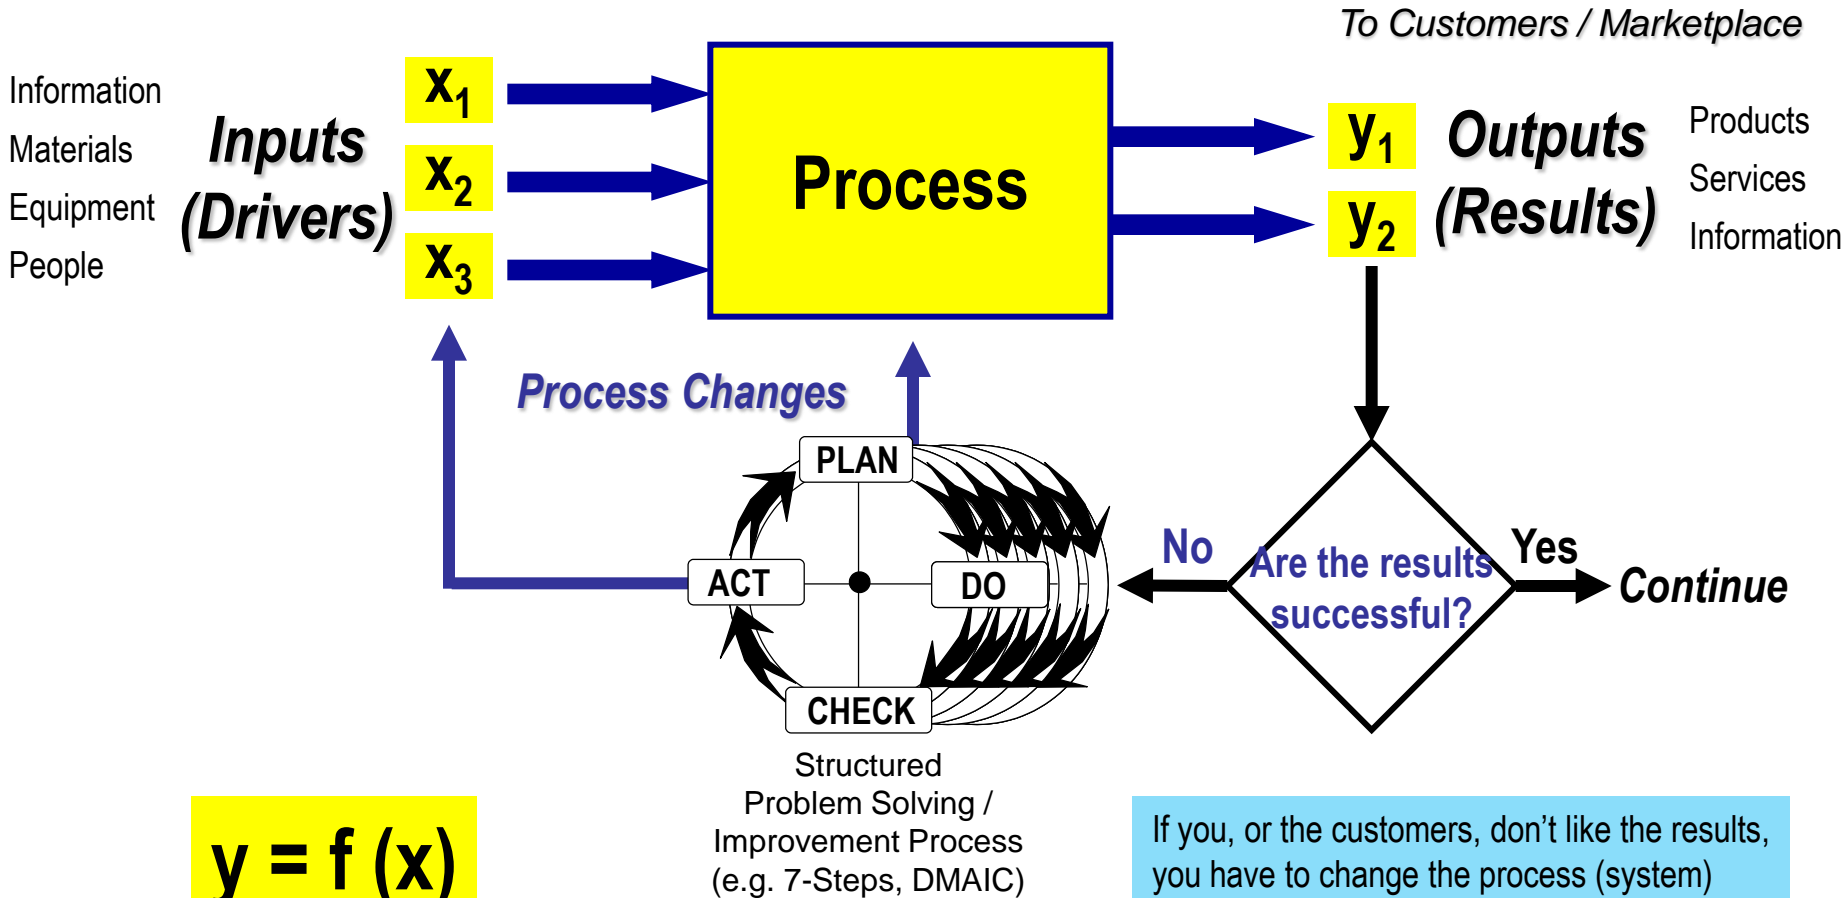 To Customers / Marketplace
Information
Materials
Equipment
People
Inputs
(Drivers)
x1
x2
x3
Process
y1
y2
Outputs
(Results)
Products
Services
Information
Process Changes
PLAN
ACT
DO
CHECK
No
Are the results
successful?
Yes
Continue
Structured
Problem Solving /
Improvement Process
(e.g. 7-Steps, DMAIC)
y = f (x)
If you, or the customers, don’t like the results,
you have to change the process (system)